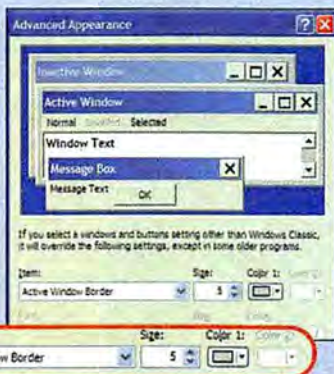 Advanced Appearance
Inactive Window
Active Window
Normal Disabled Selected
Window Text
Message Box
Message Text
OK
If you select a windows and buttons setting other than Windows Classic,
it will override the following settings, except in some older programs.
Item: Size: Color 1:
Active Window Border 5
Size: Color 1:
w Border 5